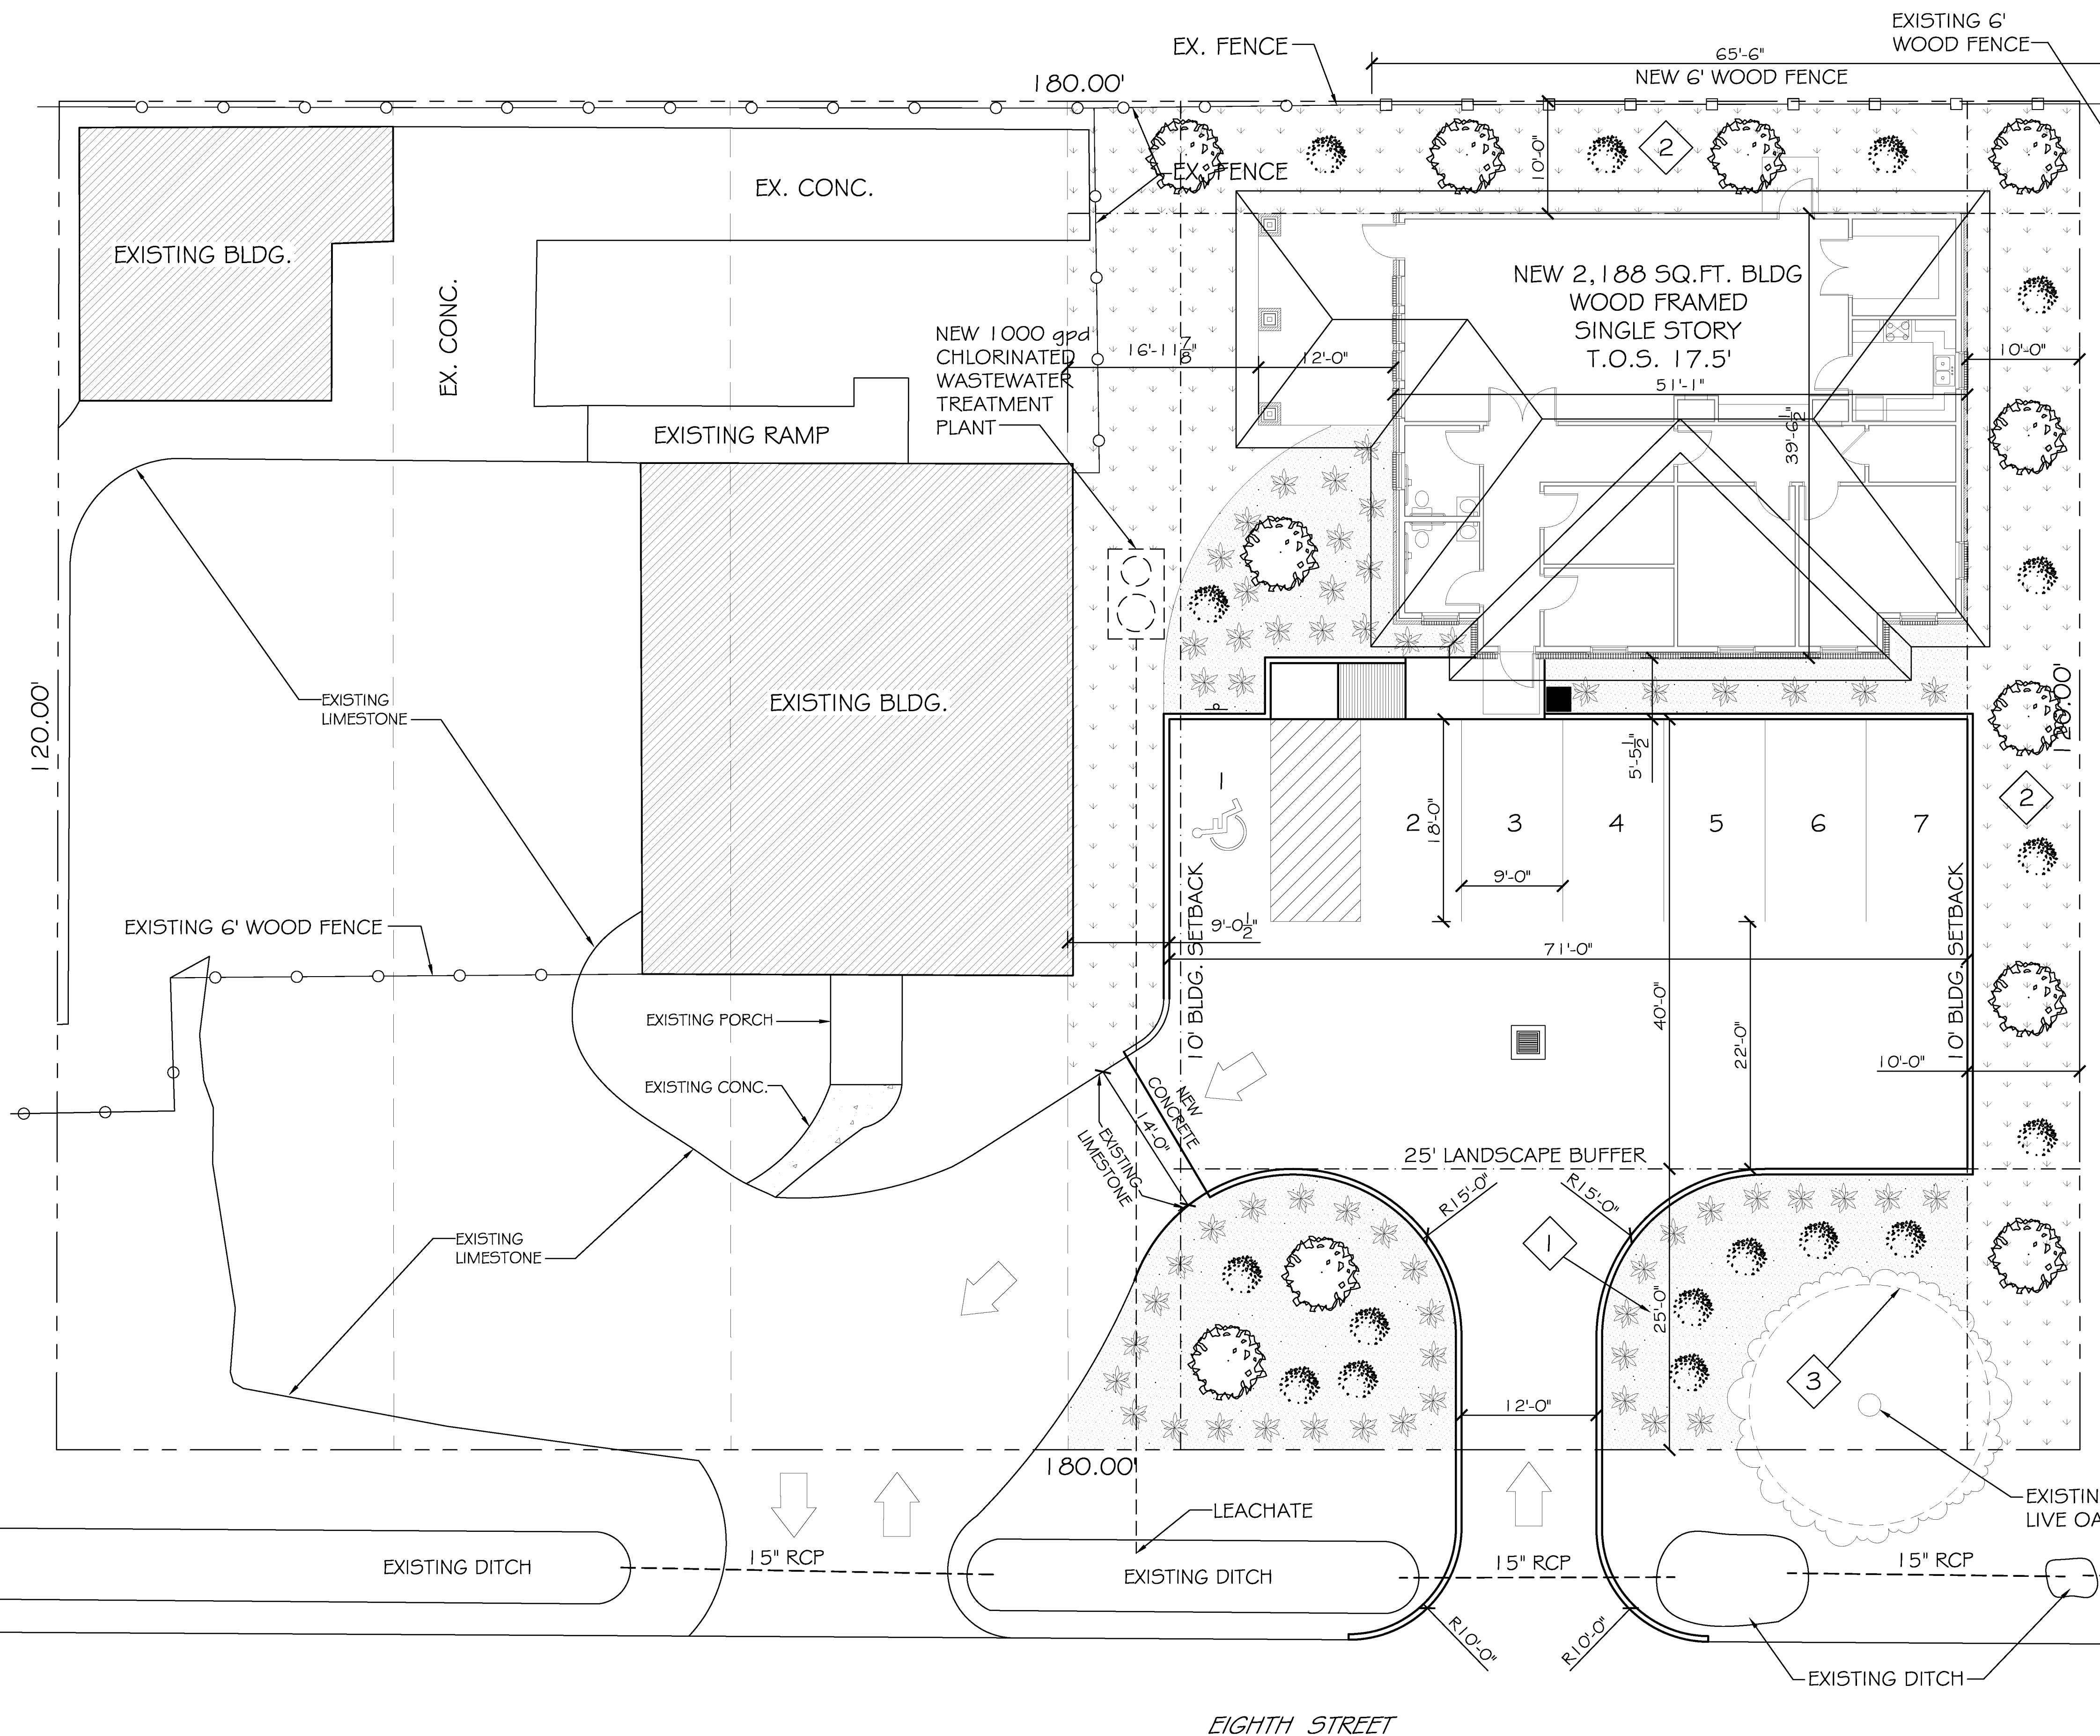 EXISTING 6'
WOOD FENCE
EX. FENCE
65'-6"
NEW 6' WOOD FENCE
180.00'
2
10'-0"
EX. CONC.
EX. FENCE
EXISTING BLDG.
EX. CONC.
NEW 2,188 SQ.FT. BLDG
WOOD FRAMED
SINGLE STORY
T.O.S. 17.5'
51'-1"
NEW 1000 gpd
CHLORINATED
WASTEWATER
TREATMENT
PLANT
16'-11 7/8"
12'-0"
10'-0"
39'-6 1/2"
EXISTING RAMP
120.00'
EXISTING
LIMESTONE
EXISTING BLDG.
120.00'
5'-5 1/2"
1
2
3
4
5
6
7
18'-0"
9'-0"
2
10' BLDG. SETBACK
10' BLDG. SETBACK
EXISTING 6' WOOD FENCE
9'-0 1/2"
71'-0"
40'-0"
22'-0"
10'-0"
EXISTING PORCH
EXISTING CONC.
NEW
CONCRETE
14'-0"
EXISTING
LIMESTONE
25' LANDSCAPE BUFFER
R15'-0"
R15'-0"
1
EXISTING
LIMESTONE
25'-0"
3
12'-0"
180.00'
LEACHATE
EXISTIN
LIVE OA
EXISTING DITCH
15" RCP
EXISTING DITCH
15" RCP
15" RCP
R10'-0"
R10'-0"
EXISTING DITCH
EIGHTH STREET